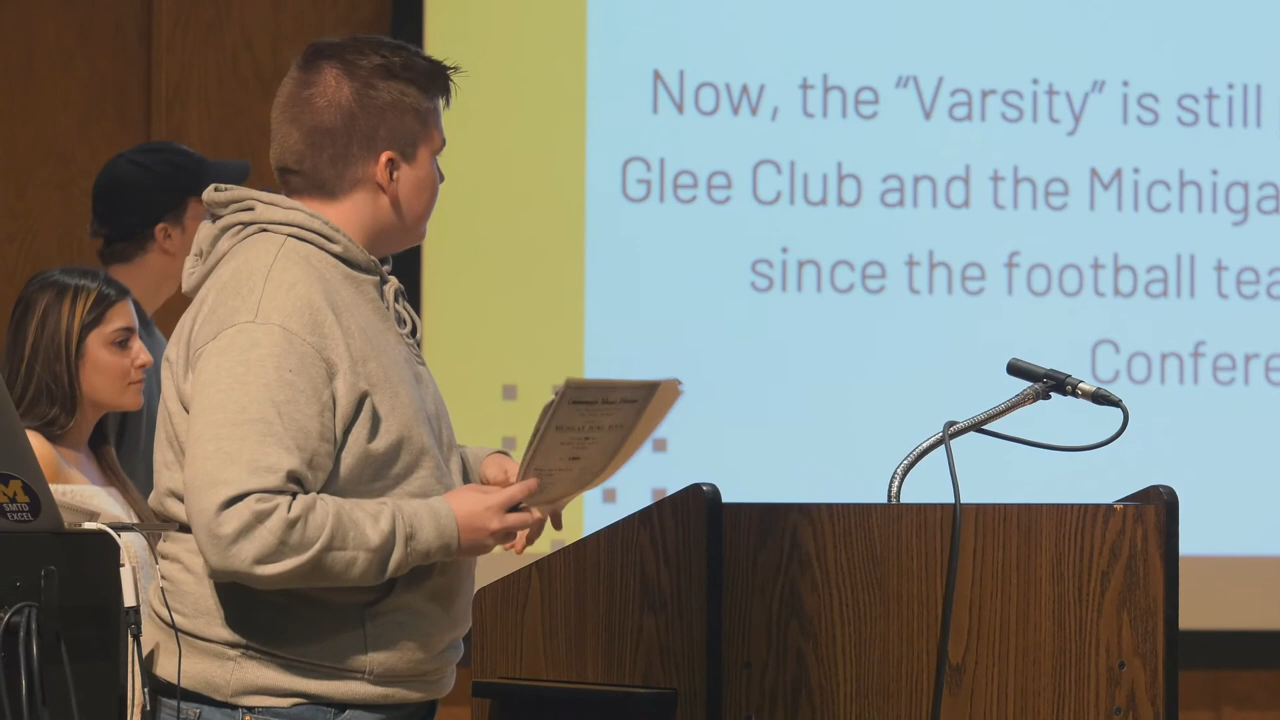 Now, the “Varsity” is still
Glee Club and the Michiga
since the football tea
Confere
M
SMTD
EXCEL